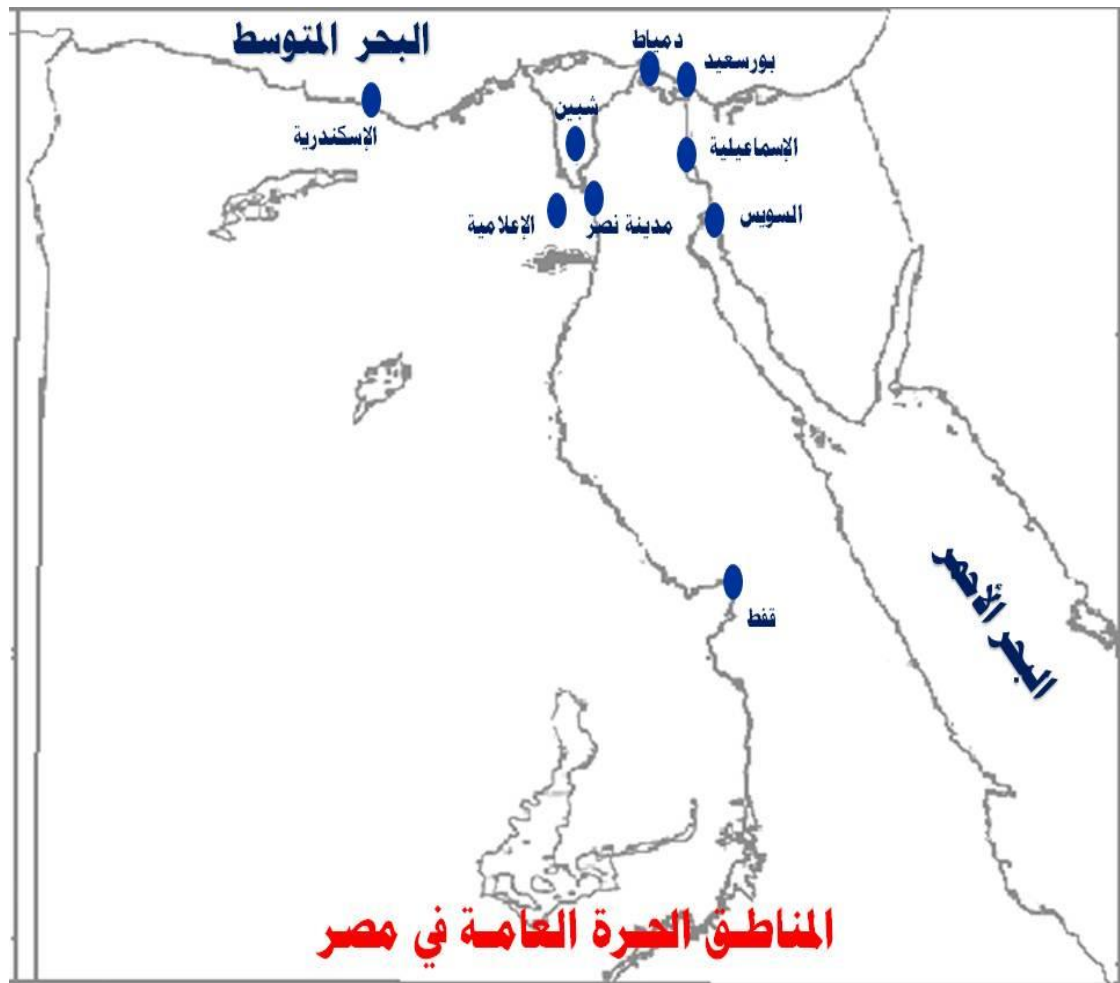 البحر المتوسط
دمياط
بورسعيد
الإسكندرية
شبين
الإسماعيلية
السويس
مدينة نصر
الإعلامية
قفط
البحر الأحمر
المناطق الحرة العامة في مصر